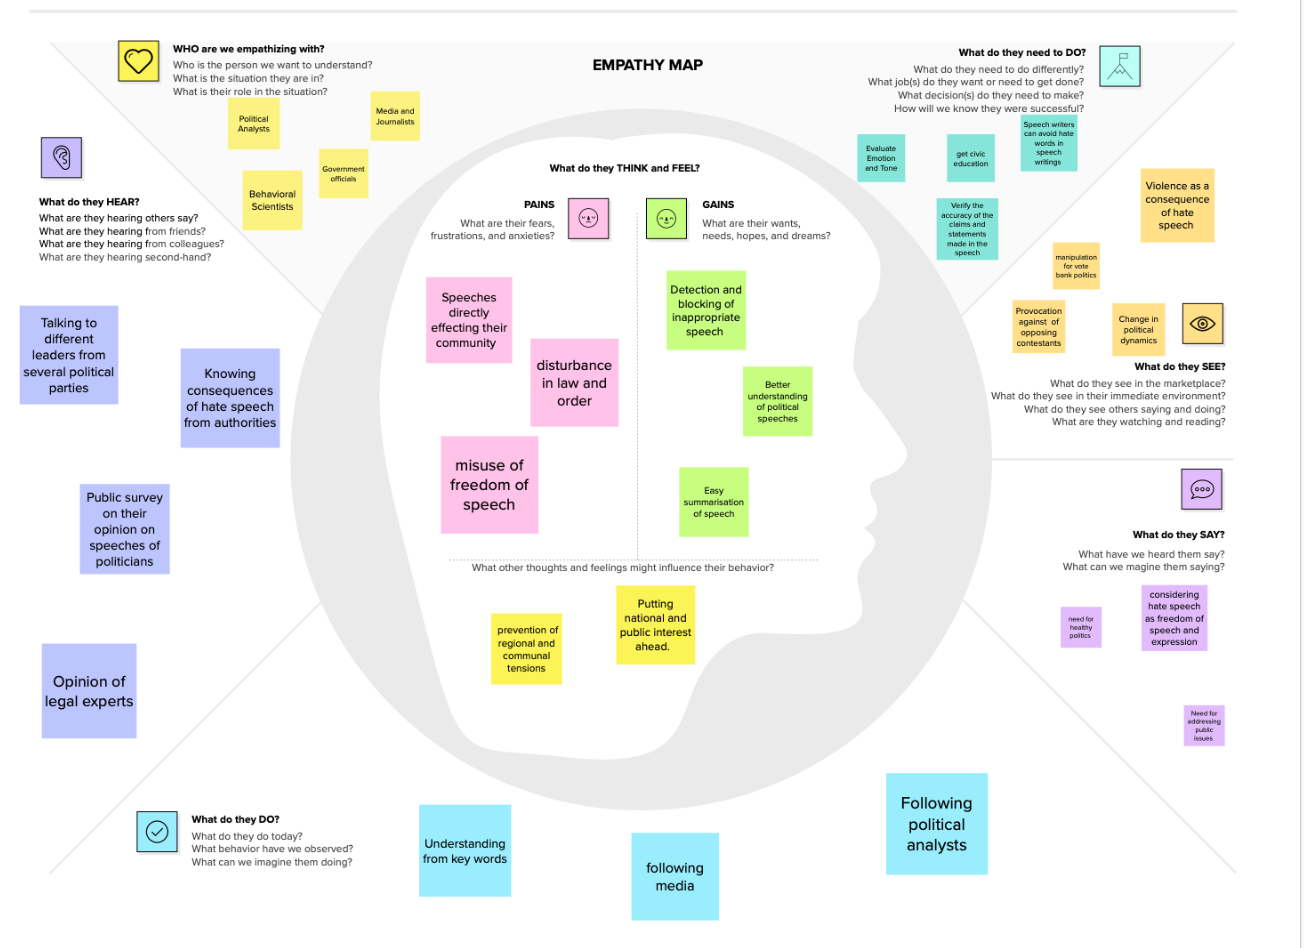 EMPATHY MAP
WHO are we empathizing with?
Who is the person we want to understand?
What is the situation they are in?
What is their role in the situation?
Political
Analysts
Media and
Journalists
Government
officials
Behavioral
Scientists
What do they need to DO?
What do they need to do differently?
What job(s) do they want or need to get done?
What decision(s) do they need to make?
How will we know they were successful?
Evaluate
Emotion
and Tone
get civic
education
Speech writers
can avoid hate
words in
speech
writings
Verify the
accuracy of the
claims and
statements
made in the
speech
What do they HEAR?
What are they hearing others say?
What are they hearing from friends?
What are they hearing from colleagues?
What are they hearing second-hand?
Talking to
different
leaders from
several political
parties
Knowing
consequences
of hate speech
from authorities
Public survey
on their
opinion on
speeches of
politicians
Opinion of
legal experts
What do they THINK and FEEL?
PAINS
What are their fears,
frustrations, and anxieties?
Speeches
directly
effecting their
community
disturbance
in law and
order
misuse of
freedom of
speech
GAINS
What are their wants,
needs, hopes, and dreams?
Detection and
blocking of
inappropriate
speech
Better
understanding
of political
speeches
Easy
summarisation
of speech
What other thoughts and feelings might influence their behavior?
prevention of
regional and
communal
tensions
Putting
national and
public interest
ahead.
Violence as a
consequence
of hate
speech
manipulation
for vote
bank politics
Provocation
against of
opposing
contestants
Change in
political
dynamics
What do they SEE?
What do they see in the marketplace?
What do they see in their immediate environment?
What do they see others saying and doing?
What are they watching and reading?
What do they SAY?
What have we heard them say?
What can we magine them saying?
need for
healthy
politics
considering
hate speech
as freedom of
speech and
expression
Need for
addressing
public
issues
What do they DO?
What do they do today?
What behavior have we observed?
What can we imagine them doing?
Understanding
from key words
following
media
Following
political
analysts